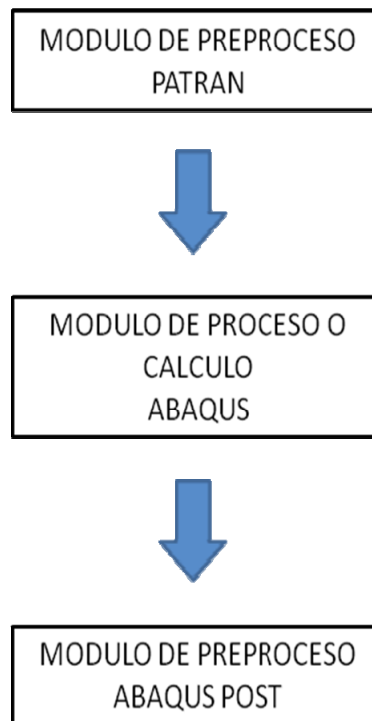 MODULO DE PREPROCESO
PATRAN
MODULO DE PROCESO O
CALCULO
ABAQUS
MODULO DE PREPROCESO
ABAQUS POST